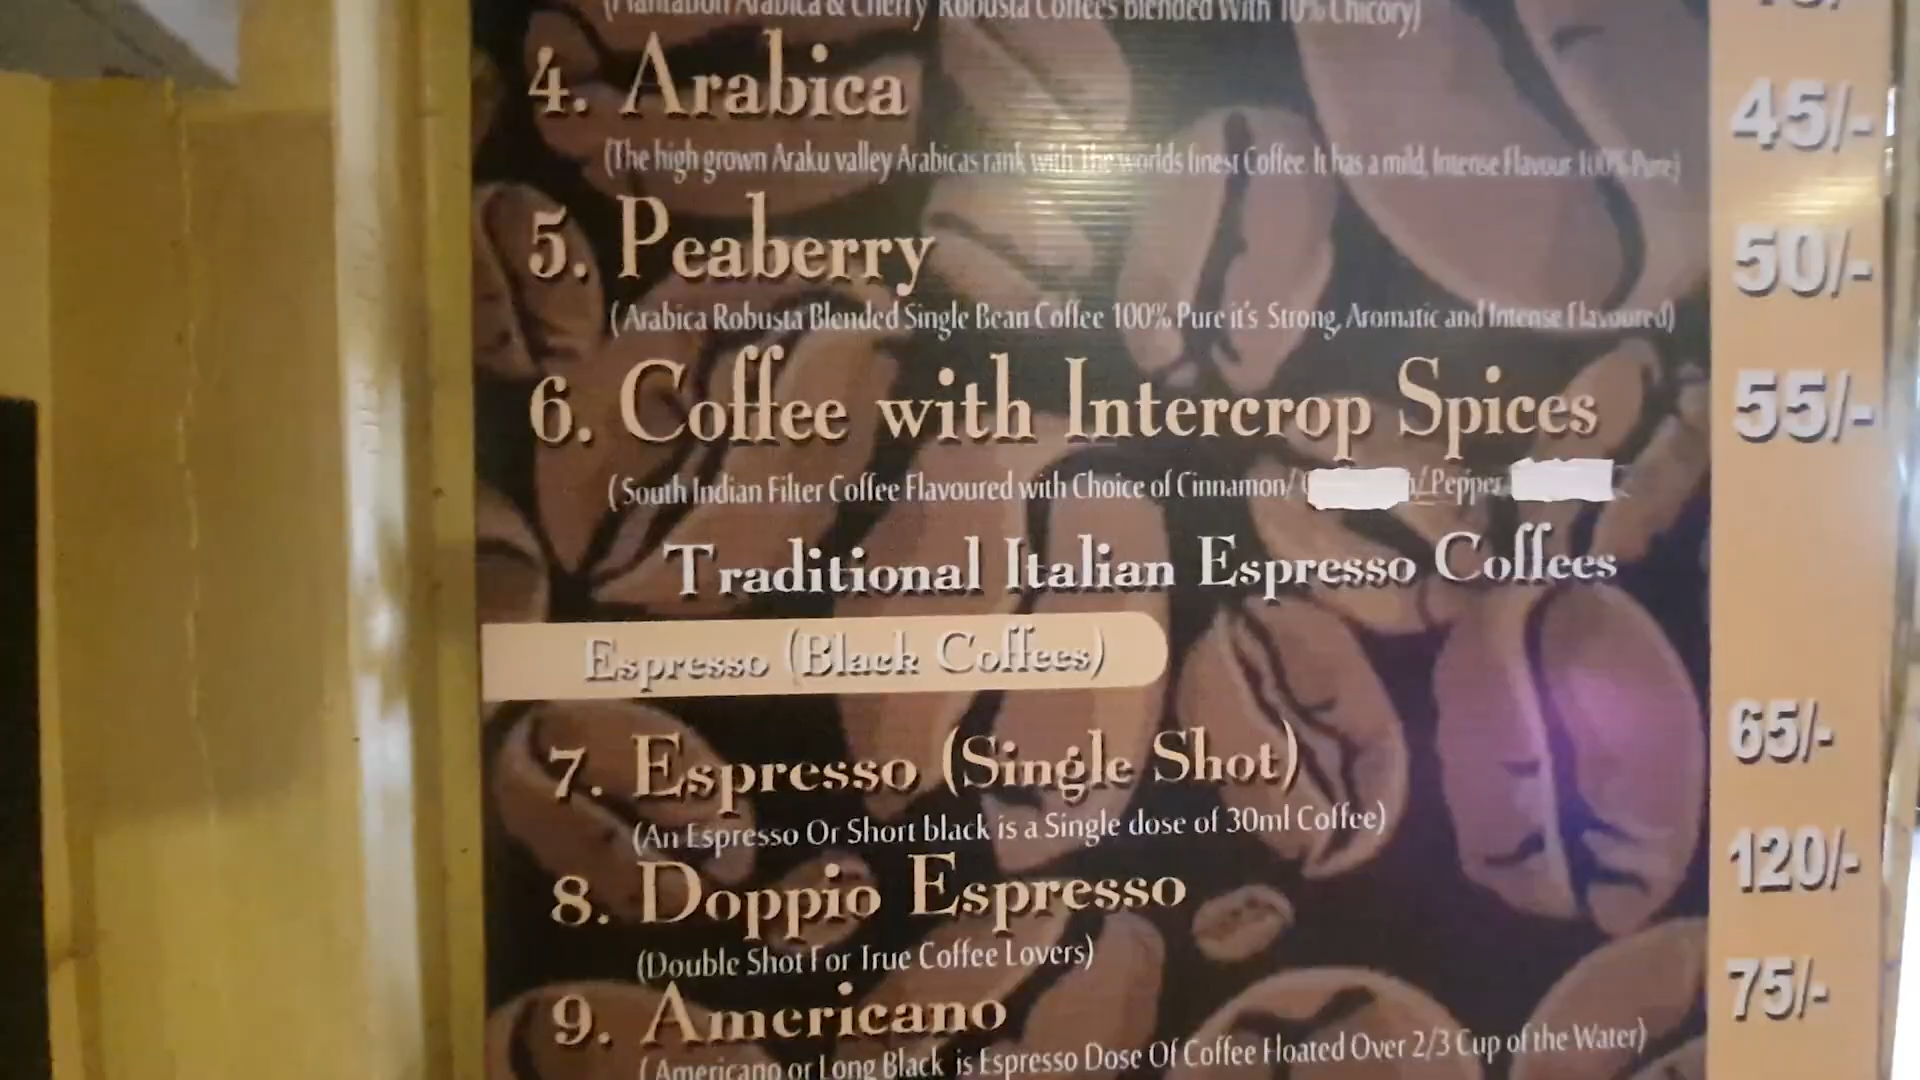 (Plantation Arabica & Cherry Robusta Coffees Blended With 10% Chicory)
4. Arabica 45/-
(The high grown Araku valley Arabicas rank with The worlds finest Coffee. It has a mild, Intense Flavour 100% Pure)
5. Peaberry 50/-
(Arabica Robusta Blended Single Bean Coffee 100% Pure it's Strong, Aromatic and Intense Flavoured)
6. Coffee with Intercrop Spices 55/-
(South Indian Filter Coffee Flavoured with Choice of Cinnamon/ /Pepper
Traditional Italian Espresso Coffees
Espresso (Black Coffees)
7. Espresso (Single Shot) 65/-
(An Espresso Or Short black is a Single dose of 30ml Coffee)
8. Doppio Espresso 120/-
(Double Shot For True Coffee Lovers)
9. Americano 75/-
(Americano or Long Black is Espresso Dose Of Coffee Floated Over 2/3 Cup of the Water)